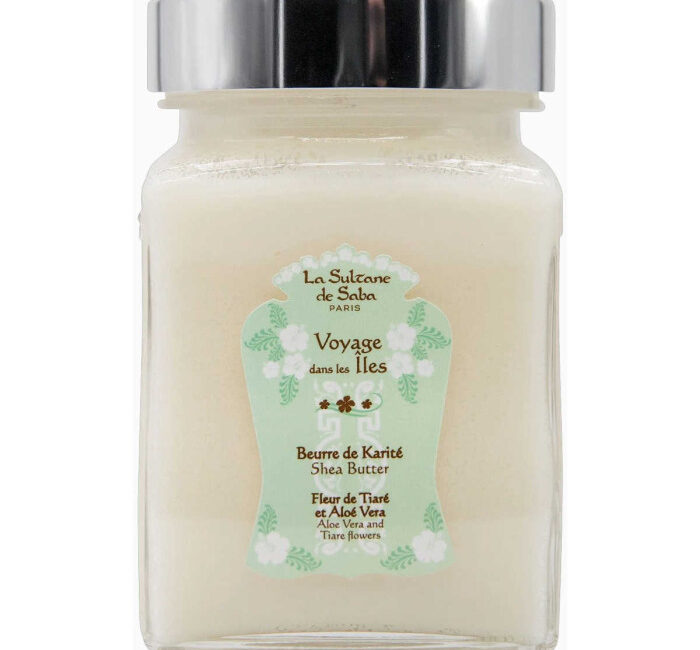 La Sultane
de Saba
PARIS
Voyage
dans les Îles
Beurre de Karité
Shea Butter
Fleur de Tiaré
et Aloé Vera
Aloe Vera and
Tiare flowers